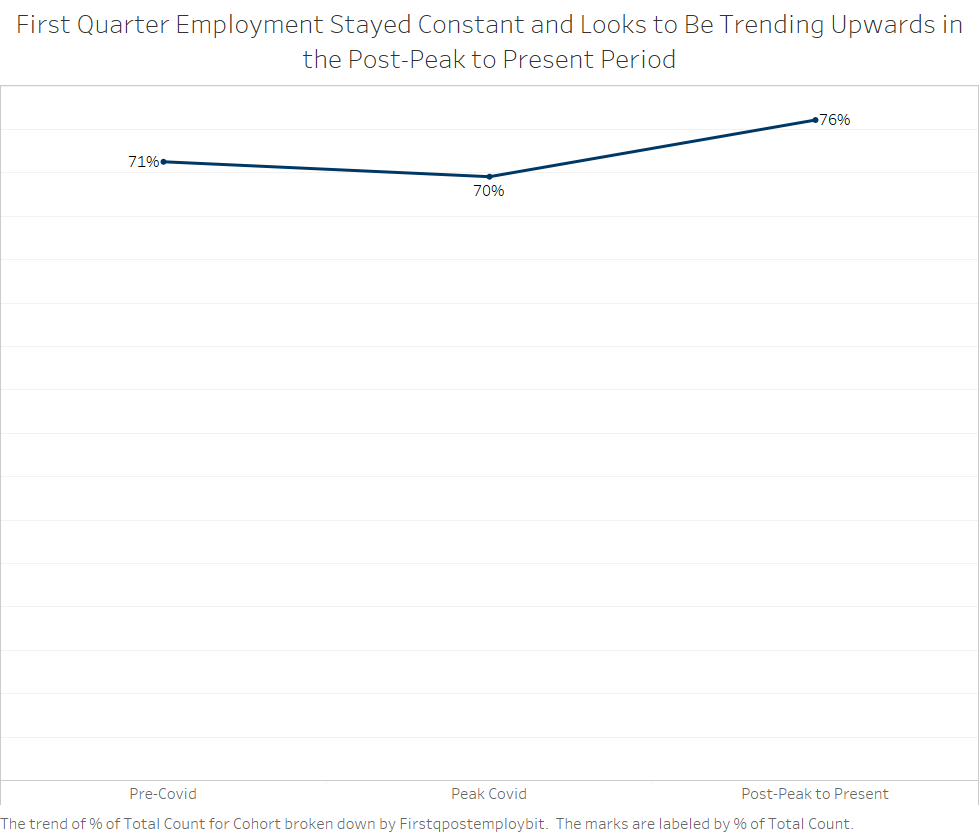 First Quarter Employment Stayed Constant and Looks to Be Trending Upwards in
the Post-Peak to Present Period
76%
71%
70%
Pre-Covid Peak Covid Post-Peak to Present
The trend of % of Total Count for Cohort broken down by Firstqpostemploybit.  The marks are labeled by % of Total Count.